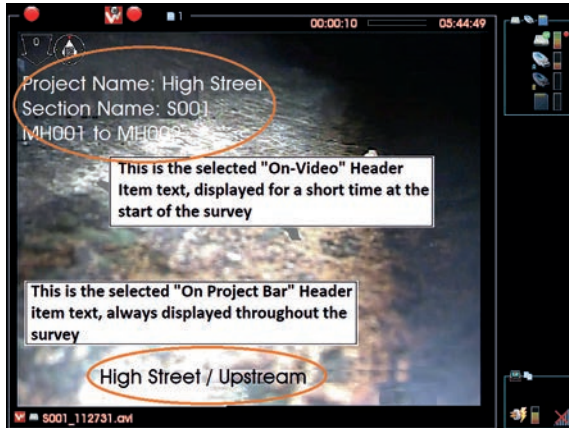 1
00:00:10
05:44:49
0
Project Name: High Street
Section Name: S001
MH001 to MH002
This is the selected "On-Video" Header
Item text, displayed for a short time at the
start of the survey
This is the selected "On Project Bar" Header
item text, always displayed throughout the
survey
High Street / Upstream
S001_112731.avi